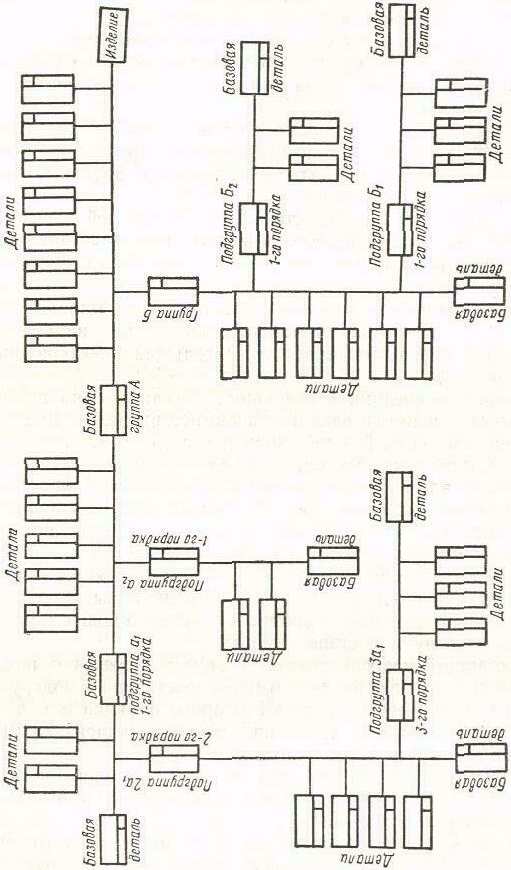 Изделие
Детали
Базовая
группа А
Детали
Базовая
подгруппа а₁
1-го порядка
Детали
Базовая
деталь
Группа Б
Детали
Базовая
деталь
Подгруппа Б₂
1-го порядка
Детали
Базовая
деталь
Подгруппа Б₁
1-го порядка
Детали
Базовая
деталь
Подгруппа а₂
1-го порядка
Детали
Базовая
деталь
Подгруппа 2а₁
2-го порядка
Детали
Базовая
деталь
Подгруппа 3а₁
3-го порядка
Детали
Базовая
деталь